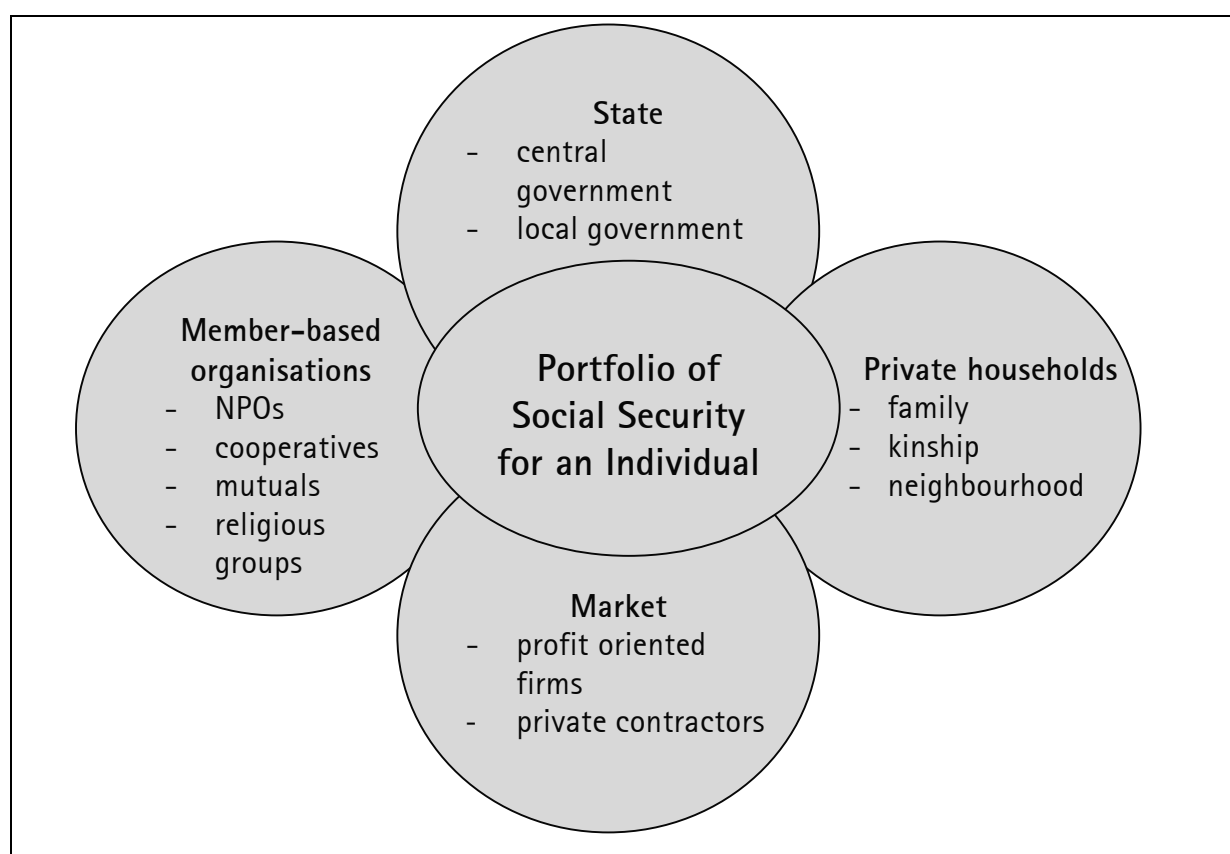 State
- central
government
- local government
Member-based
organisations
- NPOs
- cooperatives
- mutuals
- religious
groups
Portfolio of
Social Security
for an Individual
Private households
- family
- kinship
- neighbourhood
Market
- profit oriented
firms
- private contractors